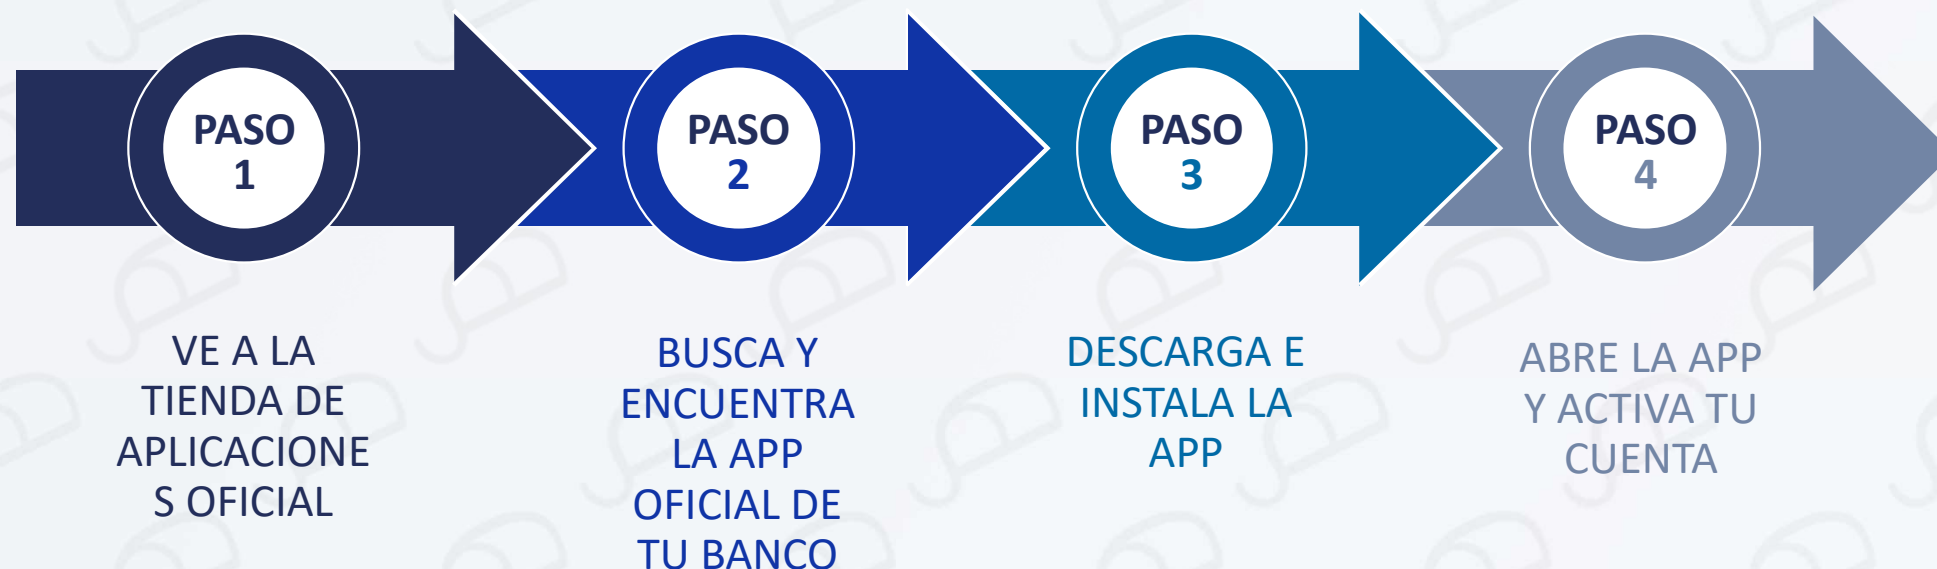 PASO
1
PASO
2
PASO
3
PASO
4
VE A LA
TIENDA DE
APLICACIONE
S OFICIAL
BUSCA Y
ENCUENTRA
LA APP
OFICIAL DE
TU BANCO
DESCARGA E
INSTALA LA
APP
ABRE LA APP
Y ACTIVA TU
CUENTA